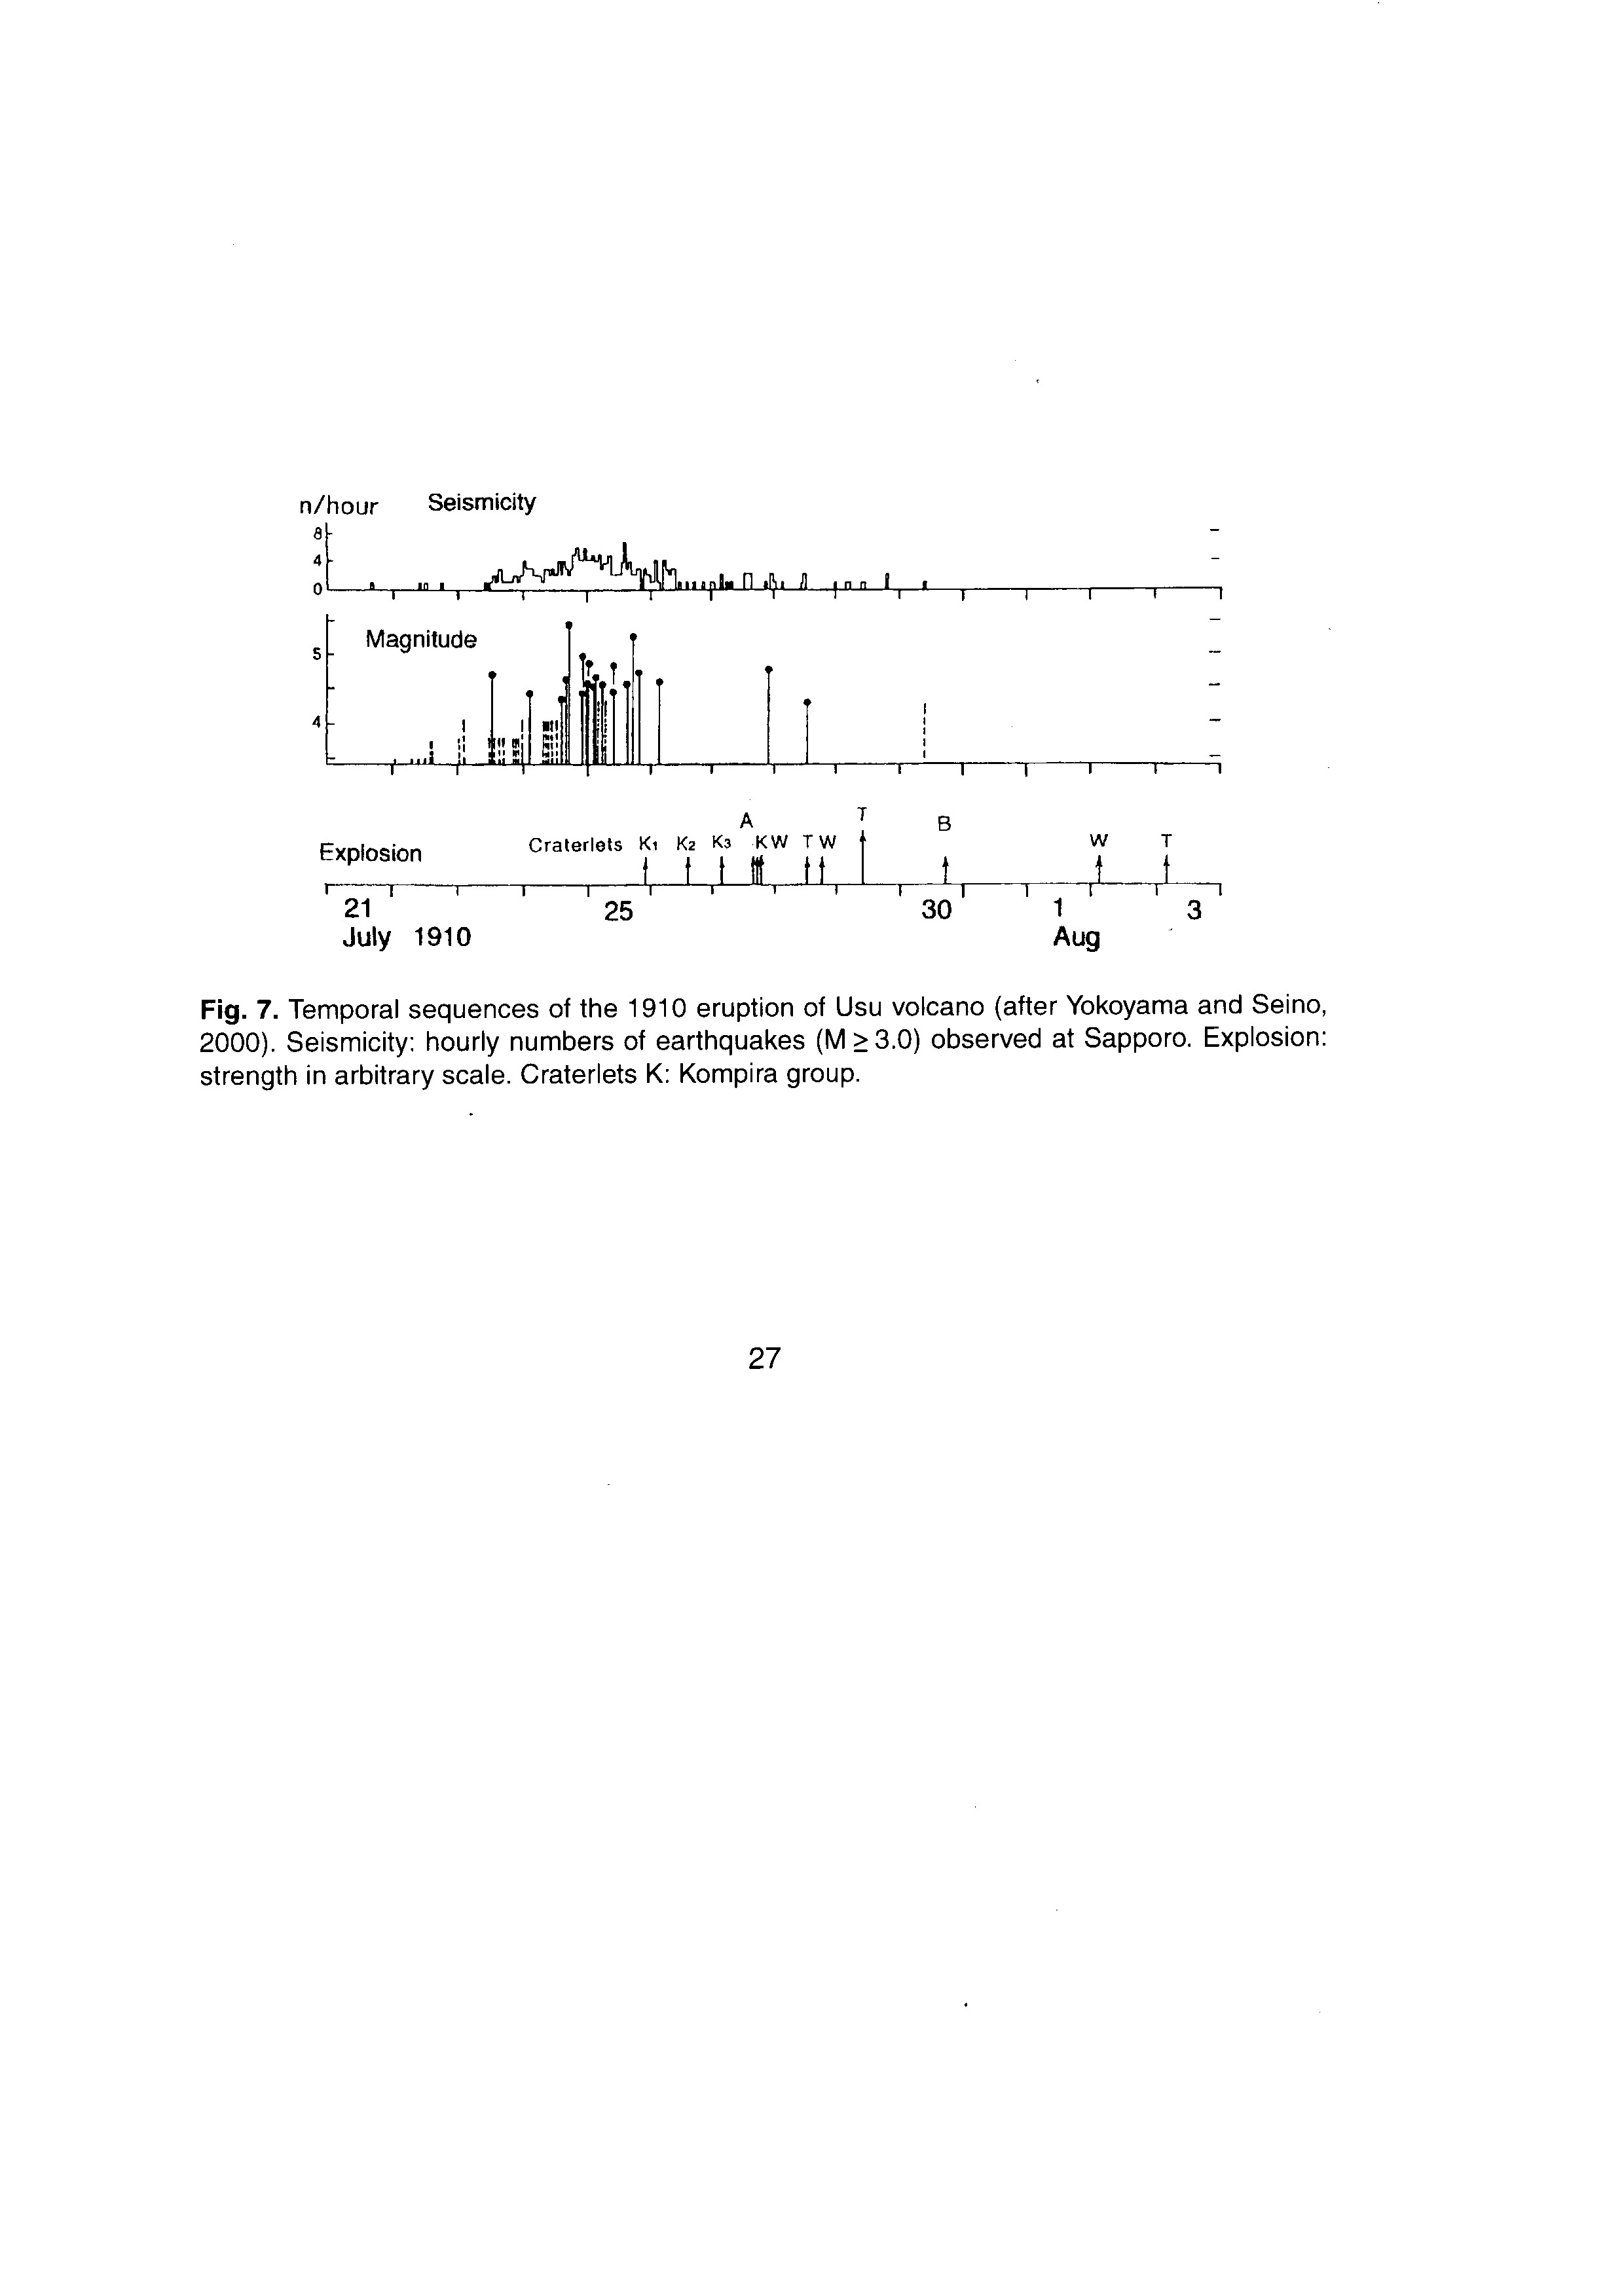 n/hour Seismicity
8
4
0
Magnitude
5
4
A T B
Explosion Craterlets K1 K2 K3 K W T W W T
21 25 30 1 3
July 1910 Aug
Fig. 7. Temporal sequences of the 1910 eruption of Usu volcano (after Yokoyama and Seino,
2000). Seismicity: hourly numbers of earthquakes (M ≥ 3.0) observed at Sapporo. Explosion:
strength in arbitrary scale. Craterlets K: Kompira group.
27